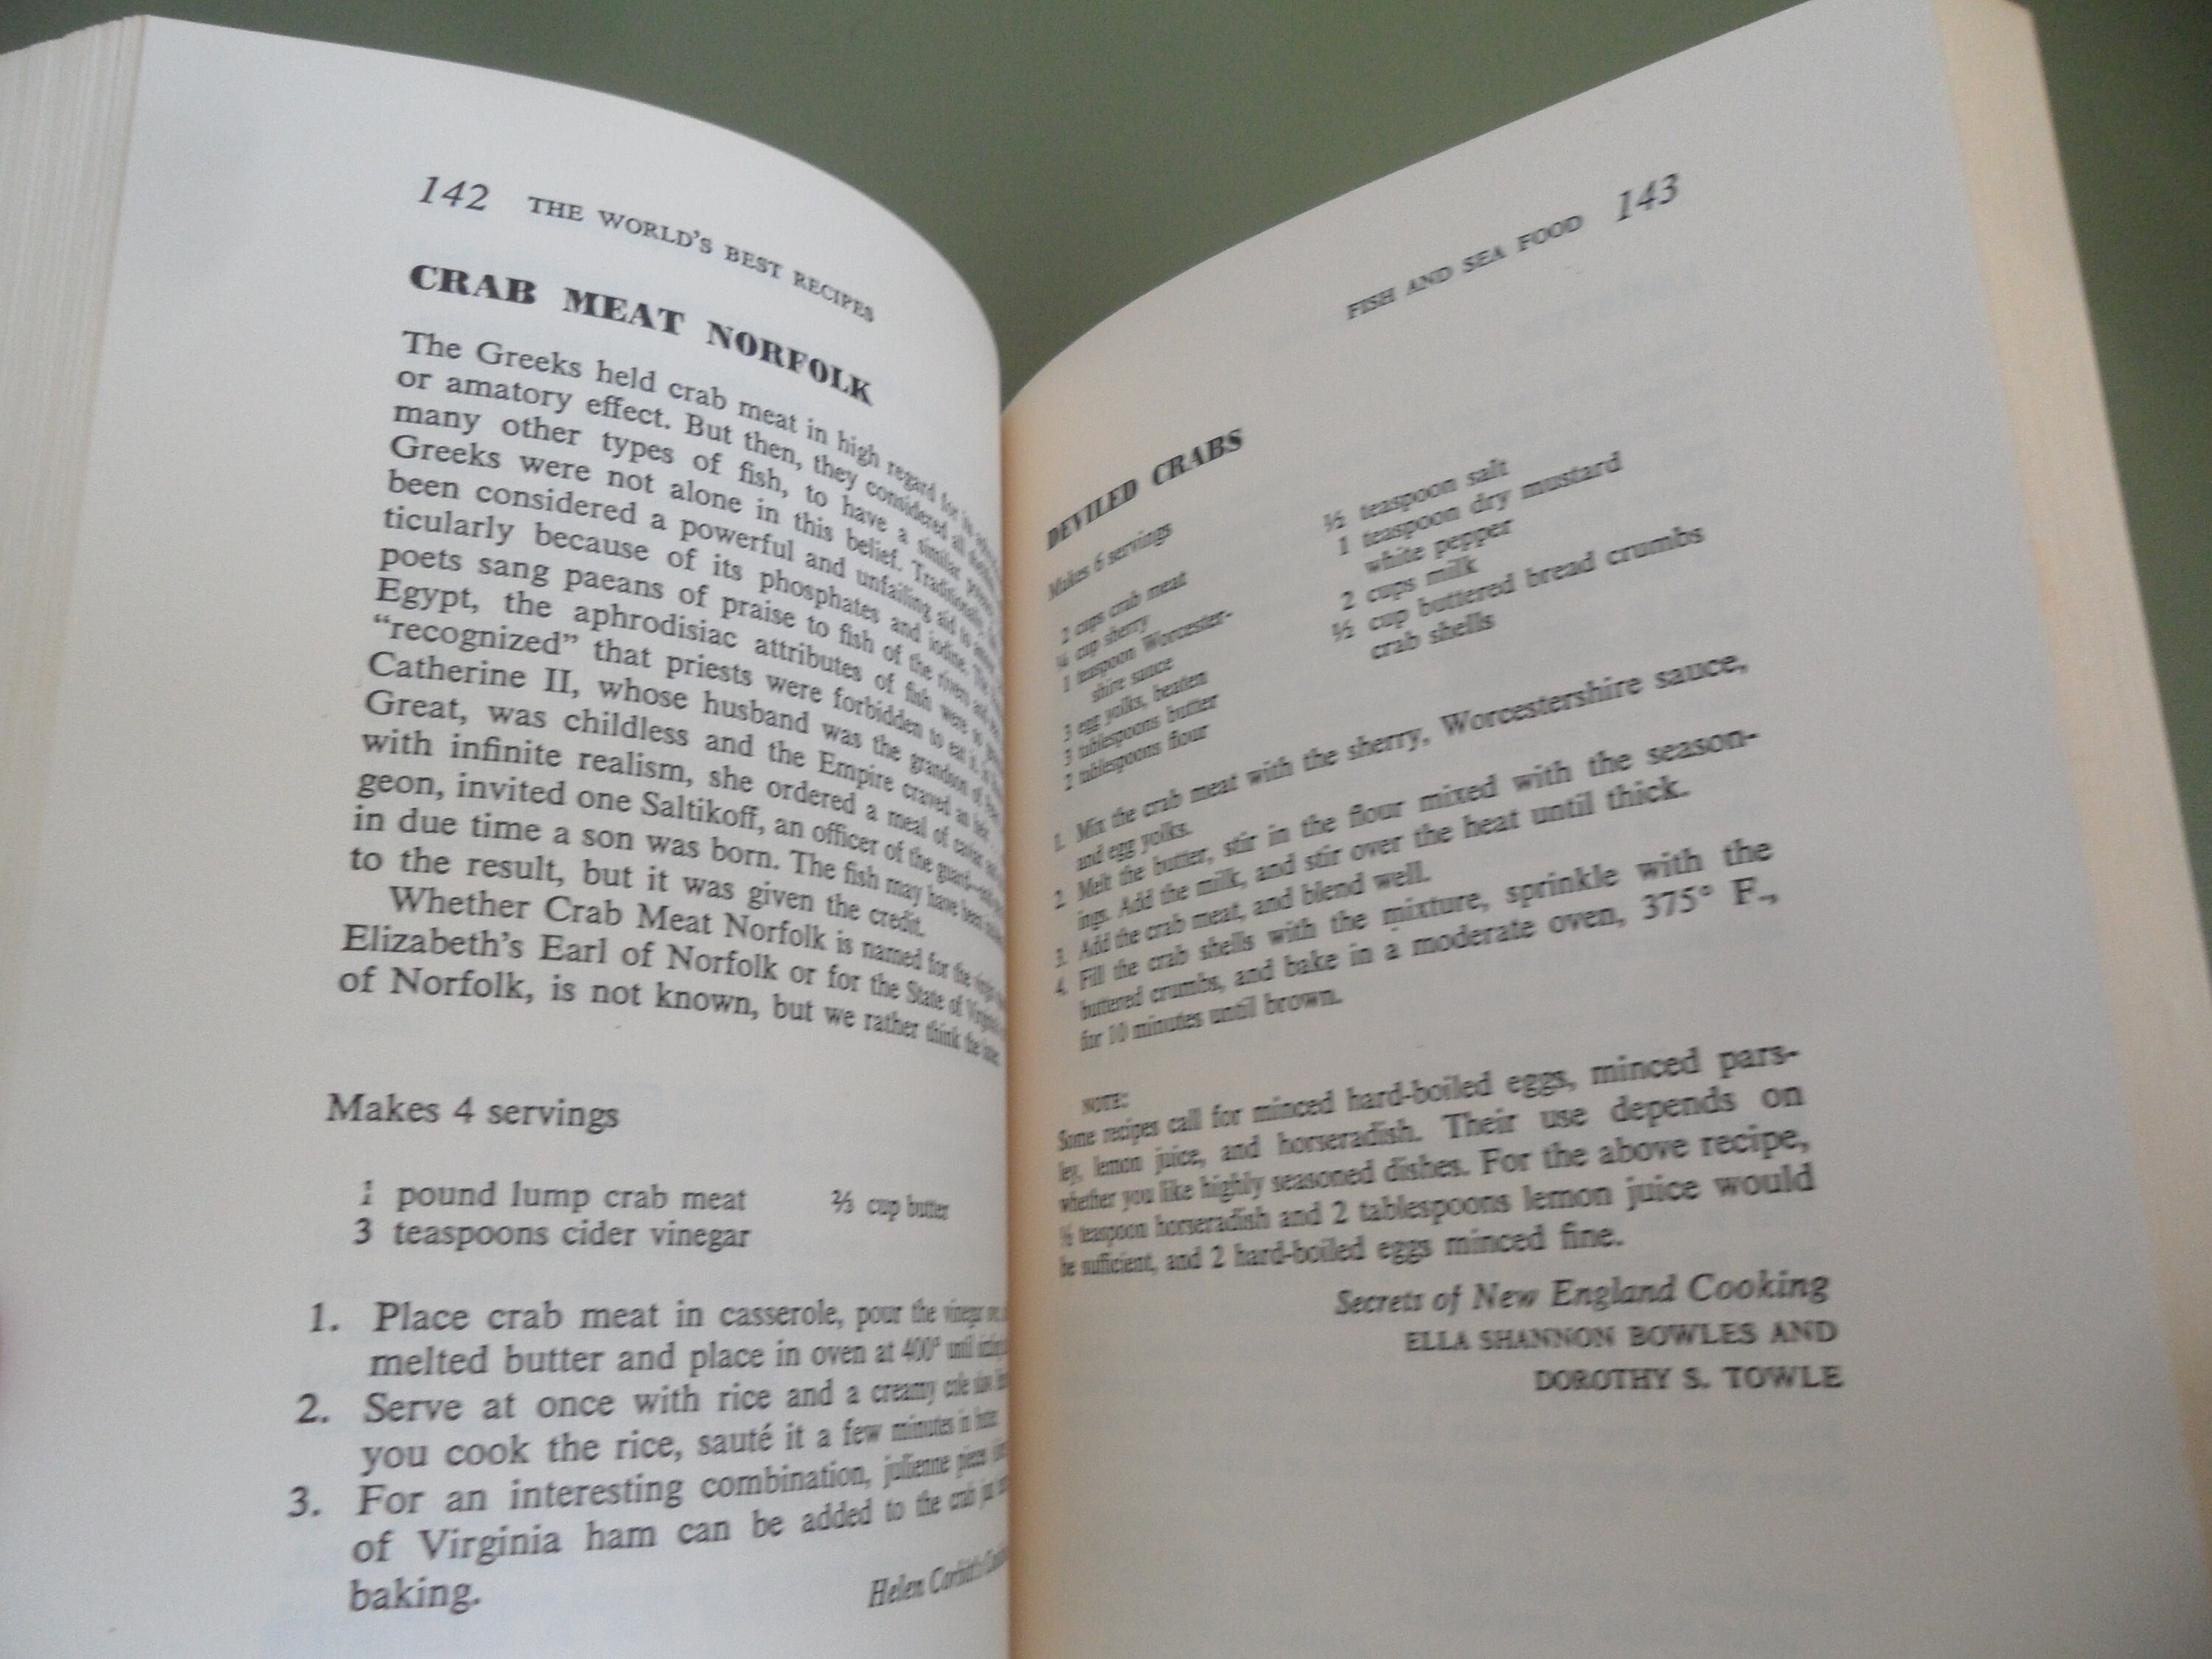 142 THE WORLD'S BEST RECIPES
CRAB MEAT NORFOLK
The Greeks held crab meat in high regard for its
or amatory effect. But then, they considered all
many other types of fish, to have a similar
Greeks were not alone in this belief. Traditionally,
been considered a powerful and unfailing aid to
ticularly because of its phosphates and iodine. The
poets sang paeans of praise to fish of the rivers and
Egypt, the aphrodisiac attributes of fish were so
"recognized" that priests were forbidden to eat it.
Catherine II, whose husband was the grandson of
Great, was childless and the Empire craved an heir.
with infinite realism, she ordered a meal of caviar
geon, invited one Saltikoff, an officer of the guard—and
in due time a son was born. The fish may have been
to the result, but it was given the credit.
Whether Crab Meat Norfolk is named for the
Elizabeth's Earl of Norfolk or for the State of Virginia's
of Norfolk, is not known, but we rather think the latter.
Makes 4 servings
1 pound lump crab meat ⅔ cup butter
3 teaspoons cider vinegar
1. Place crab meat in casserole, pour the vinegar
melted butter and place in oven at 400° until
2. Serve at once with rice and a creamy cole slaw.
you cook the rice, sauté it a few minutes in butter.
3. For an interesting combination, julienne pieces
of Virginia ham can be added to the crab
baking.
Helen Corbitt's
FISH AND SEA FOOD 143
DEVILED CRABS
Makes 6 servings
2 cups crab meat
¼ cup sherry
1 teaspoon Worcester-
shire sauce
3 egg yolks, beaten
3 tablespoons butter
2 tablespoons flour
½ teaspoon salt
1 teaspoon dry mustard
white pepper
2 cups milk
½ cup buttered bread crumbs
crab shells
1. Mix the crab meat with the sherry, Worcestershire sauce,
and egg yolks.
2. Melt the butter, stir in the flour mixed with the season-
ings. Add the milk, and stir over the heat until thick.
3. Add the crab meat, and blend well.
4. Fill the crab shells with the mixture, sprinkle with the
buttered crumbs, and bake in a moderate oven, 375° F.,
for 10 minutes until brown.
NOTE:
Some recipes call for minced hard-boiled eggs, minced pars-
ley, lemon juice, and horseradish. Their use depends on
whether you like highly seasoned dishes. For the above recipe,
½ teaspoon horseradish and 2 tablespoons lemon juice would
be sufficient, and 2 hard-boiled eggs minced fine.
Secrets of New England Cooking
ELLA SHANNON BOWLES AND
DOROTHY S. TOWLE